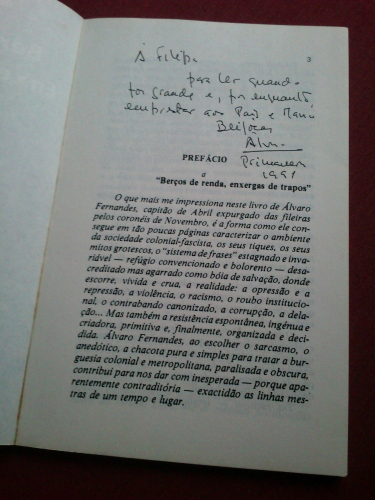 À Filipa
para ler quando
for grande e, por enquanto,
emprestar aos Pais e Mano
Beijocas
Álvaro
Primavera
1991
3
PREFÁCIO
a
"Berços de renda, enxergas de trapos"
O que mais me impressiona neste livro de Álvaro
Fernandes, capitão de Abril expurgado das fileiras
pelos coronéis de Novembro, é a forma como ele con-
segue em tão poucas páginas caracterizar o ambiente
da sociedade colonial-fascista, os seus tiques, os seus
mitos grotescos, o "sistema de frases" estagnado e inva-
riável — refúgio convencionado e bolorento — desa-
creditado mas agarrado como bóia de salvação, donde
escorre, vívida e crua, a realidade: a opressão e a
repressão, a violência, o racismo, o roubo institucio-
nal, o contrabando canonizado, a corrupção, a dela-
ção... Mas também a resistência espontânea, ingénua e
criadora, primitiva e, finalmente, organizada e deci-
dida. Álvaro Fernandes, ao escolher o sarcasmo, o
anedótico, a chacota pura e simples para tratar a bur-
guesia colonial e metropolitana, paralisada e obscura,
contribui para nos dar com inesperada — porque apa-
rentemente contraditória — exactidão as linhas mes-
tras de um tempo e lugar.